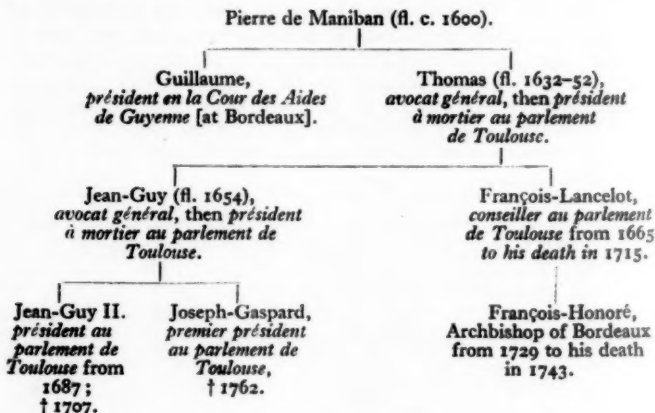 Pierre de Maniban (fl. c. 1600).
Guillaume,
président en la Cour des Aides
de Guyenne [at Bordeaux].
Thomas (fl. 1632–52),
avocat général, then président
à mortier au parlement
de Toulouse.
Jean-Guy (fl. 1654),
avocat général, then président
à mortier au parlement de
Toulouse.
François-Lancelot,
conseiller au parlement
de Toulouse from 1665
to his death in 1715.
Jean-Guy II.
président au
parlement de
Toulouse from
1687 ;
† 1707.
Joseph-Gaspard,
premier président
au parlement de
Toulouse,
† 1762.
François-Honoré,
Archbishop of Bordeaux
from 1729 to his death
in 1743.